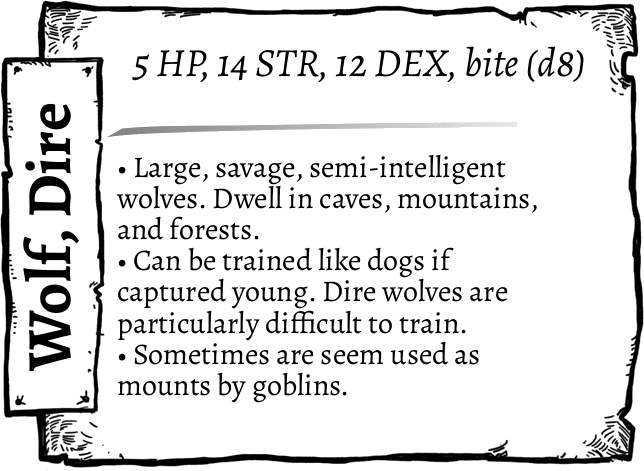 Wolf, Dire
5 HP, 14 STR, 12 DEX, bite (d8)
• Large, savage, semi-intelligent
wolves. Dwell in caves, mountains,
and forests.
• Can be trained like dogs if
captured young. Dire wolves are
particularly difficult to train.
• Sometimes are seem used as
mounts by goblins.